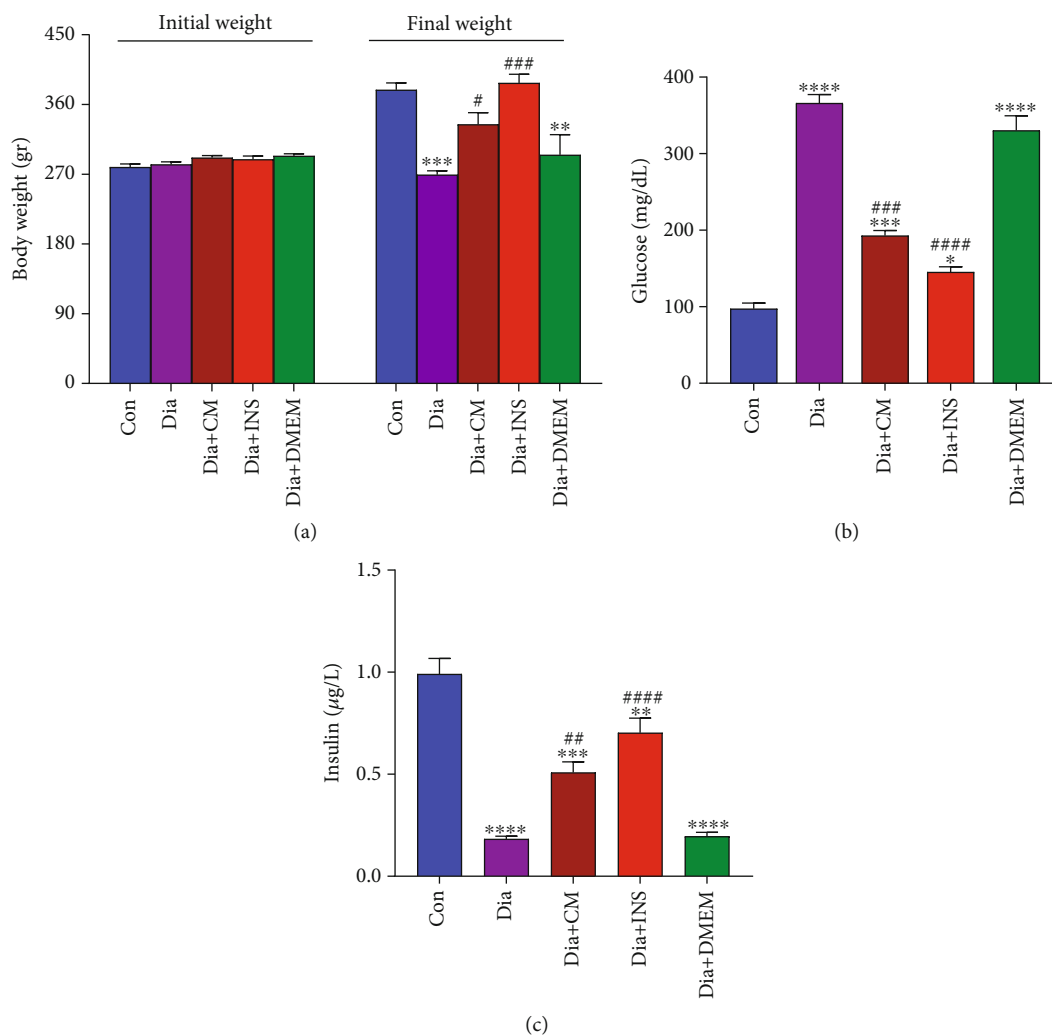 Initial weight
Final weight
Body weight (gr)
450
360
270
180
90
0
#
###
***
**
Con
Dia
Dia+CM
Dia+INS
Dia+DMEM
Con
Dia
Dia+CM
Dia+INS
Dia+DMEM
(a)
Glucose (mg/dL)
400
300
200
100
0
****
###
***
####
*
****
Con
Dia
Dia+CM
Dia+INS
Dia+DMEM
(b)
Insulin (µg/L)
1.5
1.0
0.5
0.0
****
##
***
####
**
****
Con
Dia
Dia+CM
Dia+INS
Dia+DMEM
(c)